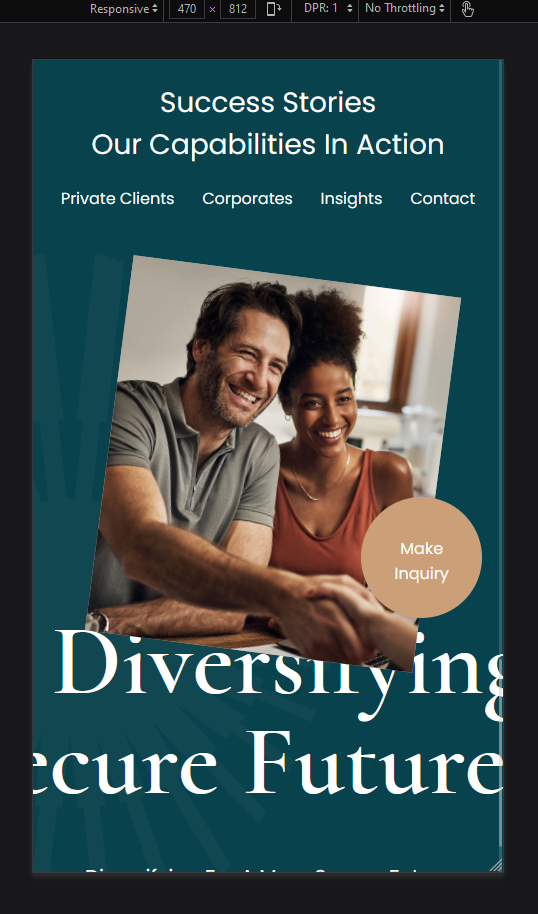 Responsive 470 × 812 DPR: 1 No Throttling
Success Stories
Our Capabilities In Action
Private Clients Corporates Insights Contact
Make
Inquiry
Diversifying
ecure Future